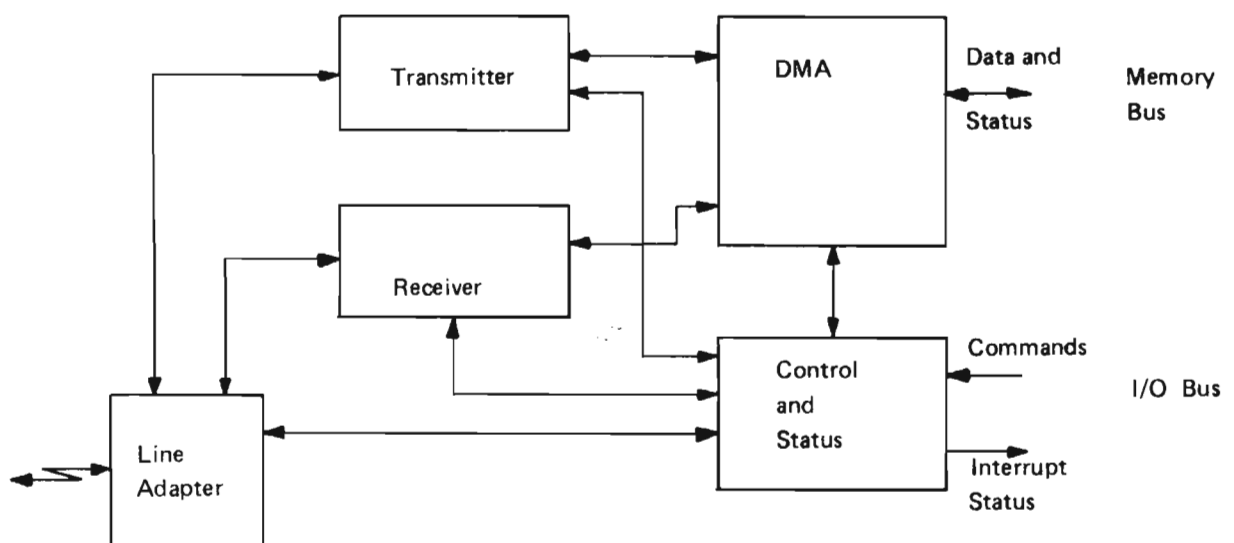 Transmitter
DMA
Data and
Status
Memory
Bus
Receiver
Control
and
Status
Commands
I/O Bus
Interrupt
Status
Line
Adapter